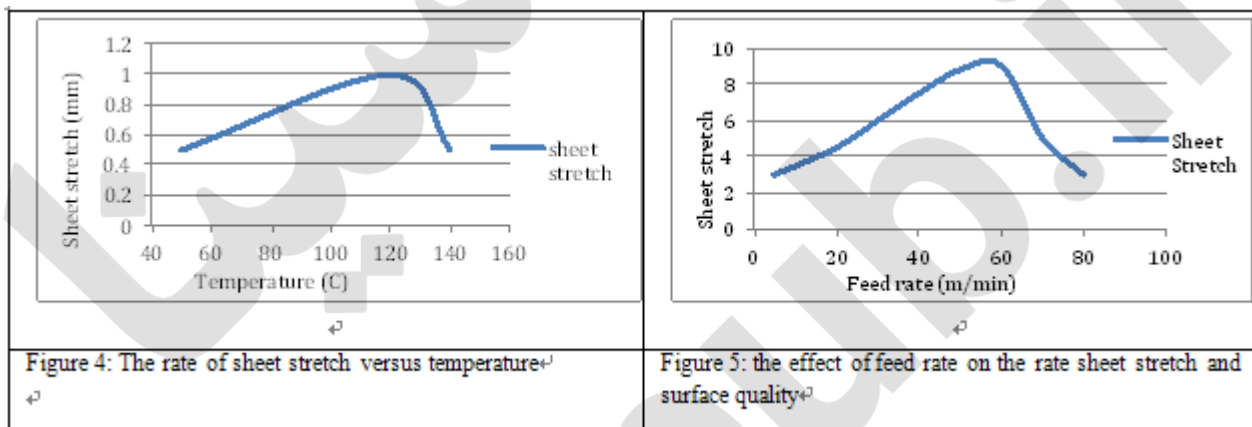 1.2
1
0.8
0.6
0.4
0.2
0
40 60 80 100 120 140 160
Sheet stretch (mm)
Temperature (C)
sheet
stretch
Figure 4: The rate of sheet stretch versus temperature
10
8
6
4
2
0
0 20 40 60 80 100
Sheet stretch
Feed rate (m/min)
Sheet
Stretch
Figure 5: the effect of feed rate on the rate sheet stretch and
surface quality